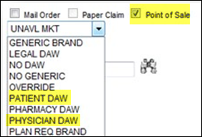 Mail Order Paper Claim Point of Sale
UNAVL MKT
GENERIC BRAND
LEGAL DAW
NO DAW
NO GENERIC
OVERRIDE
PATIENT DAW
PHARMACY DAW
PHYSICIAN DAW
PLAN REQ BRAND